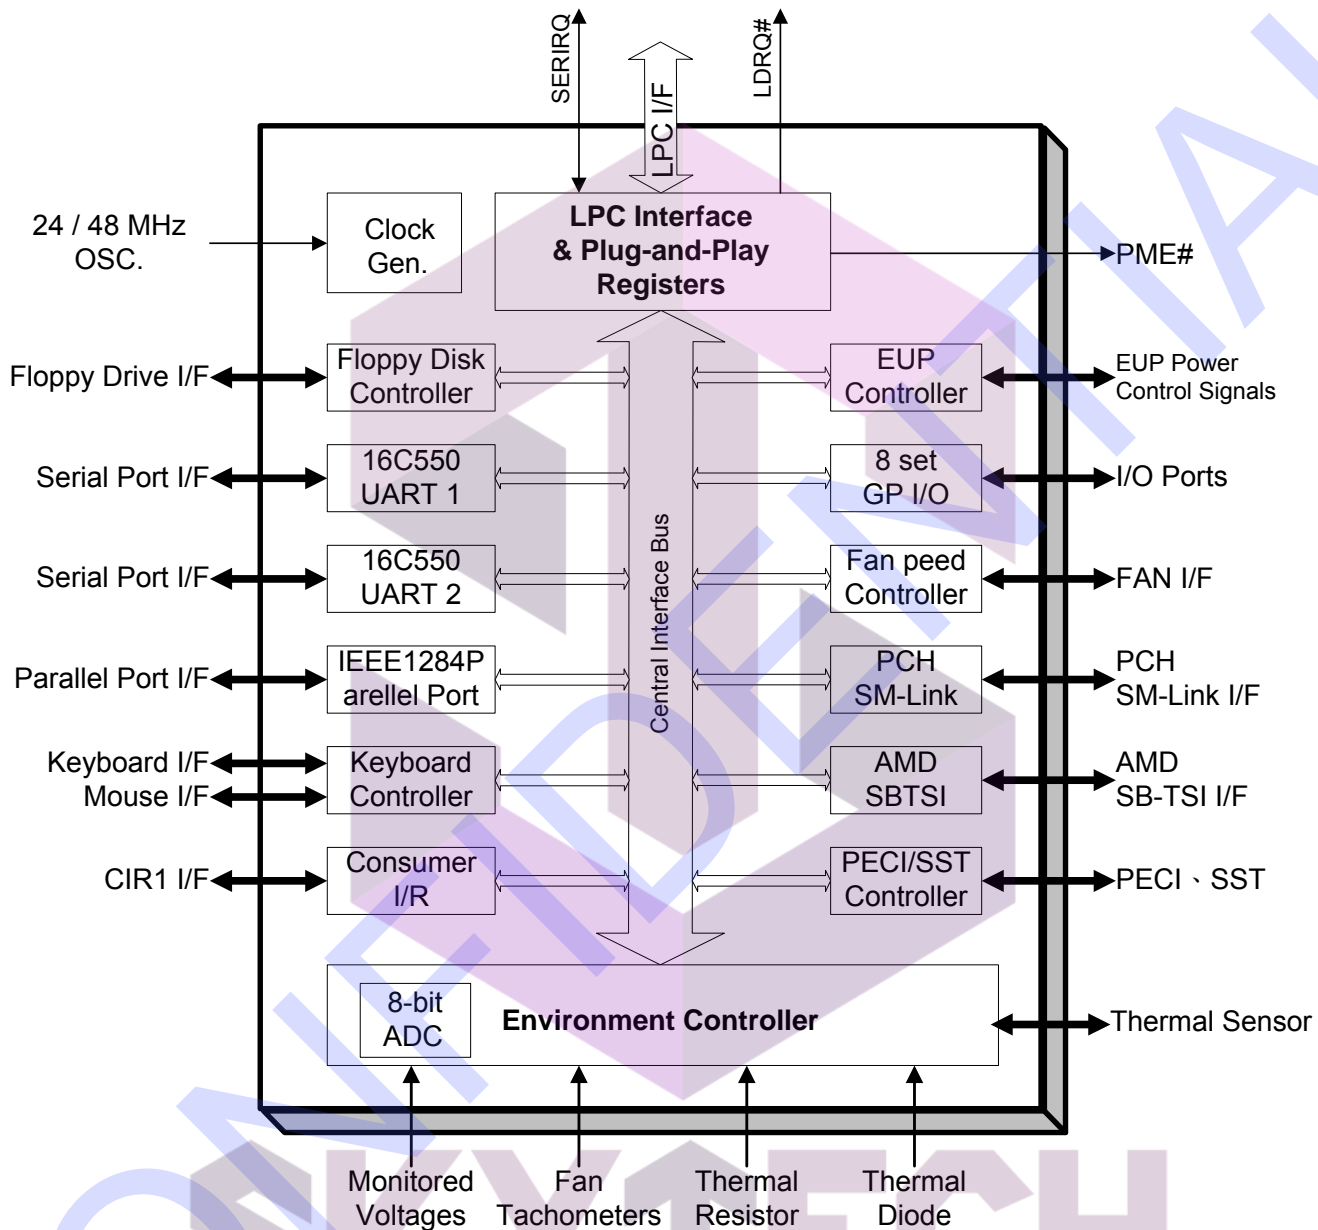 SERIRQ
LPC I/F
LDRQ#
24 / 48 MHz
OSC.
Clock
Gen.
LPC Interface
& Plug-and-Play
Registers
PME#
Floppy Drive I/F
Floppy Disk
Controller
EUP
Controller
EUP Power
Control Signals
Serial Port I/F
16C550
UART 1
8 set
GP I/O
I/O Ports
Serial Port I/F
16C550
UART 2
Central Interface Bus
Fan peed
Controller
FAN I/F
Parallel Port I/F
IEEE1284P
arellel Port
PCH
SM-Link
PCH
SM-Link I/F
Keyboard I/F
Mouse I/F
Keyboard
Controller
AMD
SBTSI
AMD
SB-TSI I/F
CIR1 I/F
Consumer
I/R
PECI/SST
Controller
PECI、SST
8-bit
ADC
Environment Controller
Thermal Sensor
Monitored
Voltages
Fan
Tachometers
Thermal
Resistor
Thermal
Diode
ONFIDENTIAL
SKYTECH